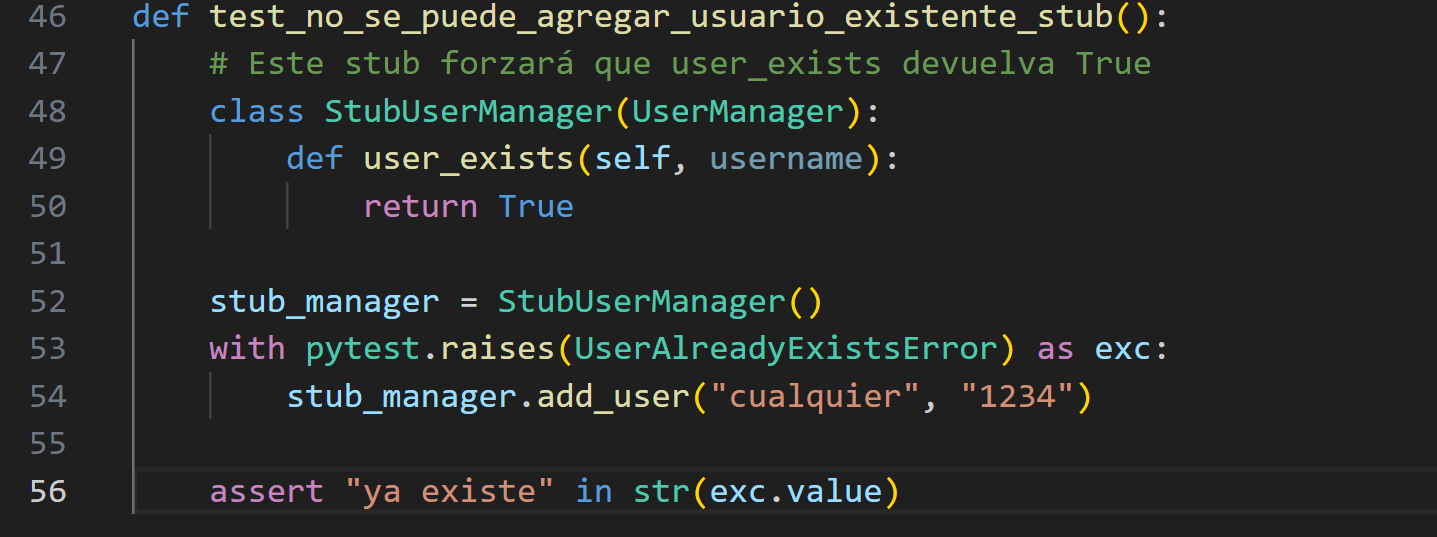 46 def test_no_se_puede_agregar_usuario_existente_stub():
47     # Este stub forzará que user_exists devuelva True
48     class StubUserManager(UserManager):
49         def user_exists(self, username):
50             return True
51
52     stub_manager = StubUserManager()
53     with pytest.raises(UserAlreadyExistsError) as exc:
54         stub_manager.add_user("cualquier", "1234")
55
56     assert "ya existe" in str(exc.value)